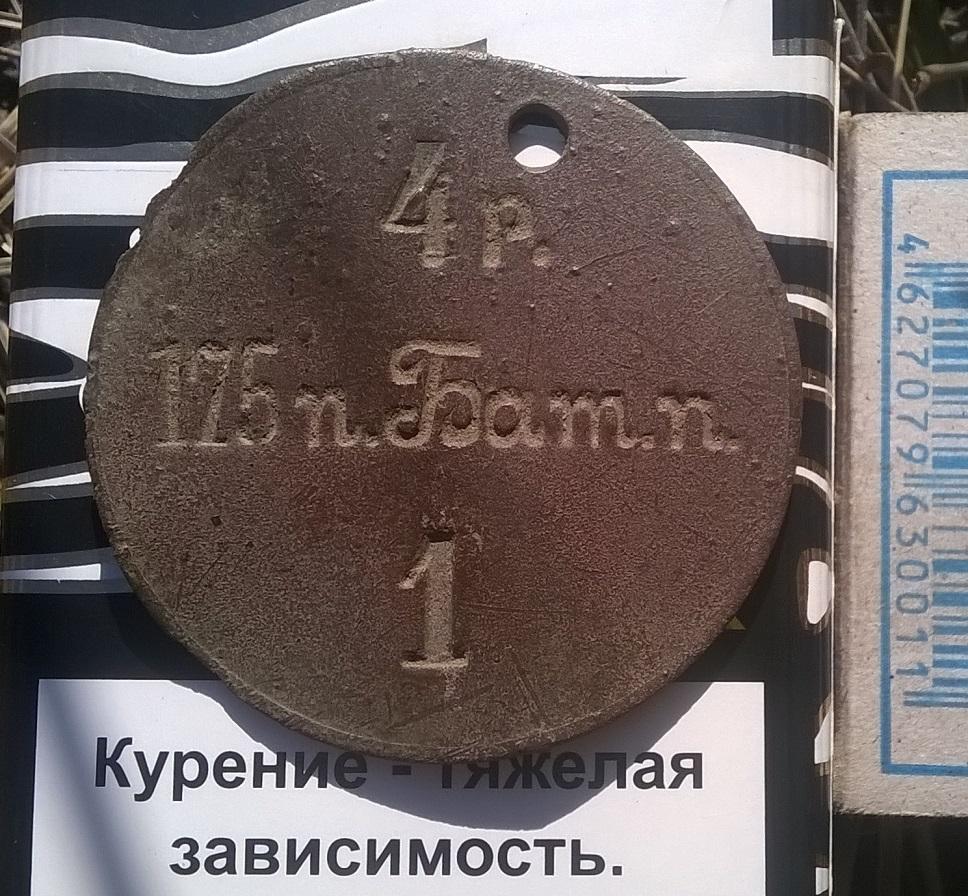 4 р.
175 п. Бат. п.
1
Курение - тяжелая
зависимость.
4627079630011